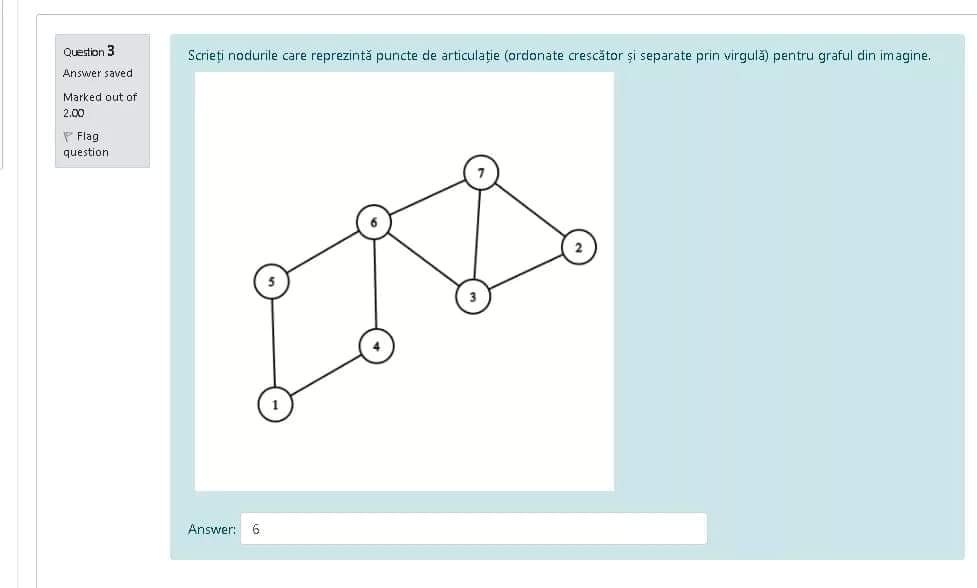 Question 3
Answer saved
Marked out of
2.00
Flag
question
Scrieți nodurile care reprezintă puncte de articulație (ordonate crescător și separate prin virgulă) pentru graful din imagine.
7
6
2
5
3
4
1
Answer: 6